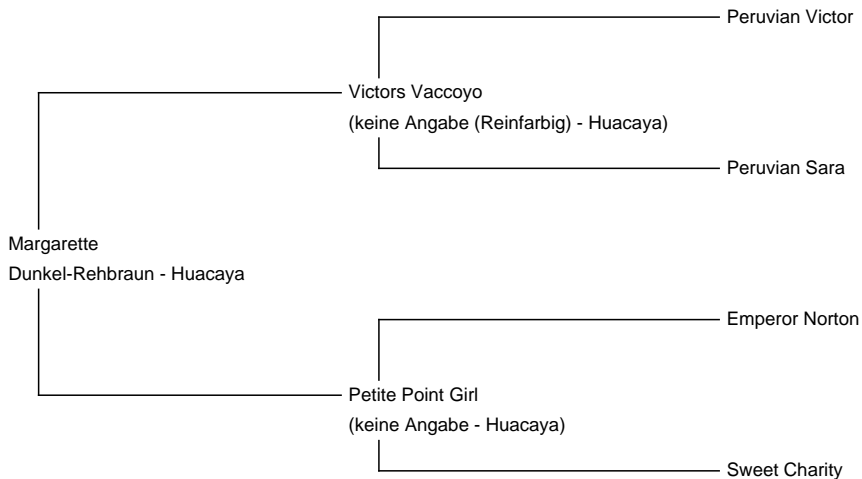 Peruvian Victor
Victors Vaccoyo
(keine Angabe (Reinfarbig) - Huacaya)
Peruvian Sara
Margarette
Dunkel-Rehbraun - Huacaya
Emperor Norton
Petite Point Girl
(keine Angabe - Huacaya)
Sweet Charity